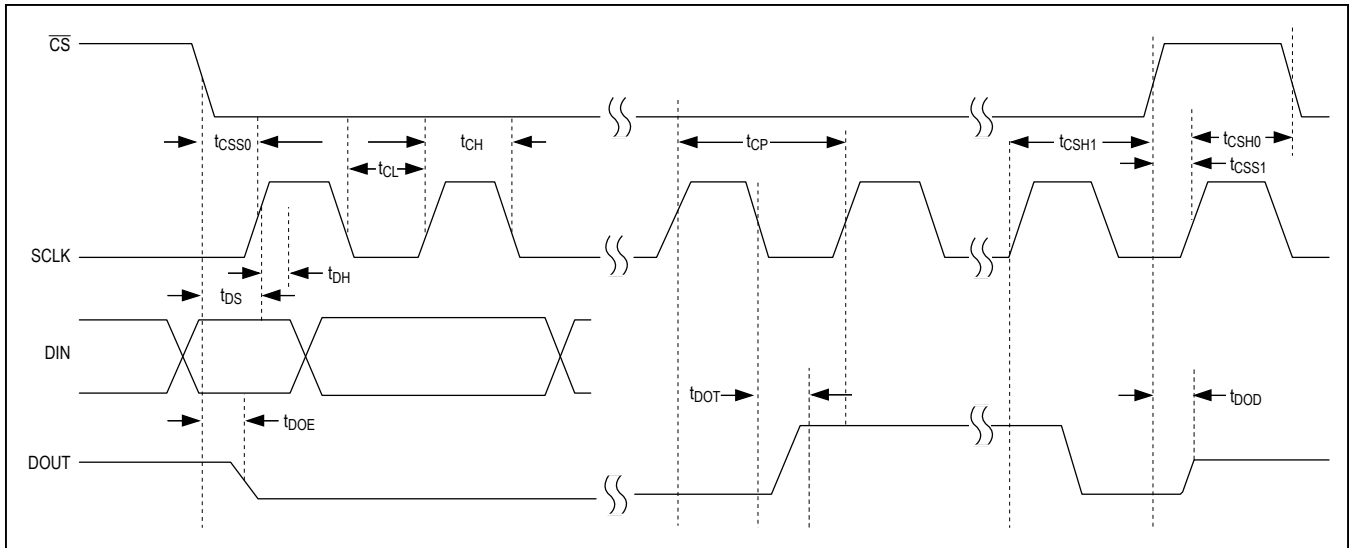 CS
tCSS0
tCL
tCH
tCP
tCSH1
tCSH0
tCSS1
SCLK
tDH
tDS
DIN
tDOT
tDOE
tDOD
DOUT